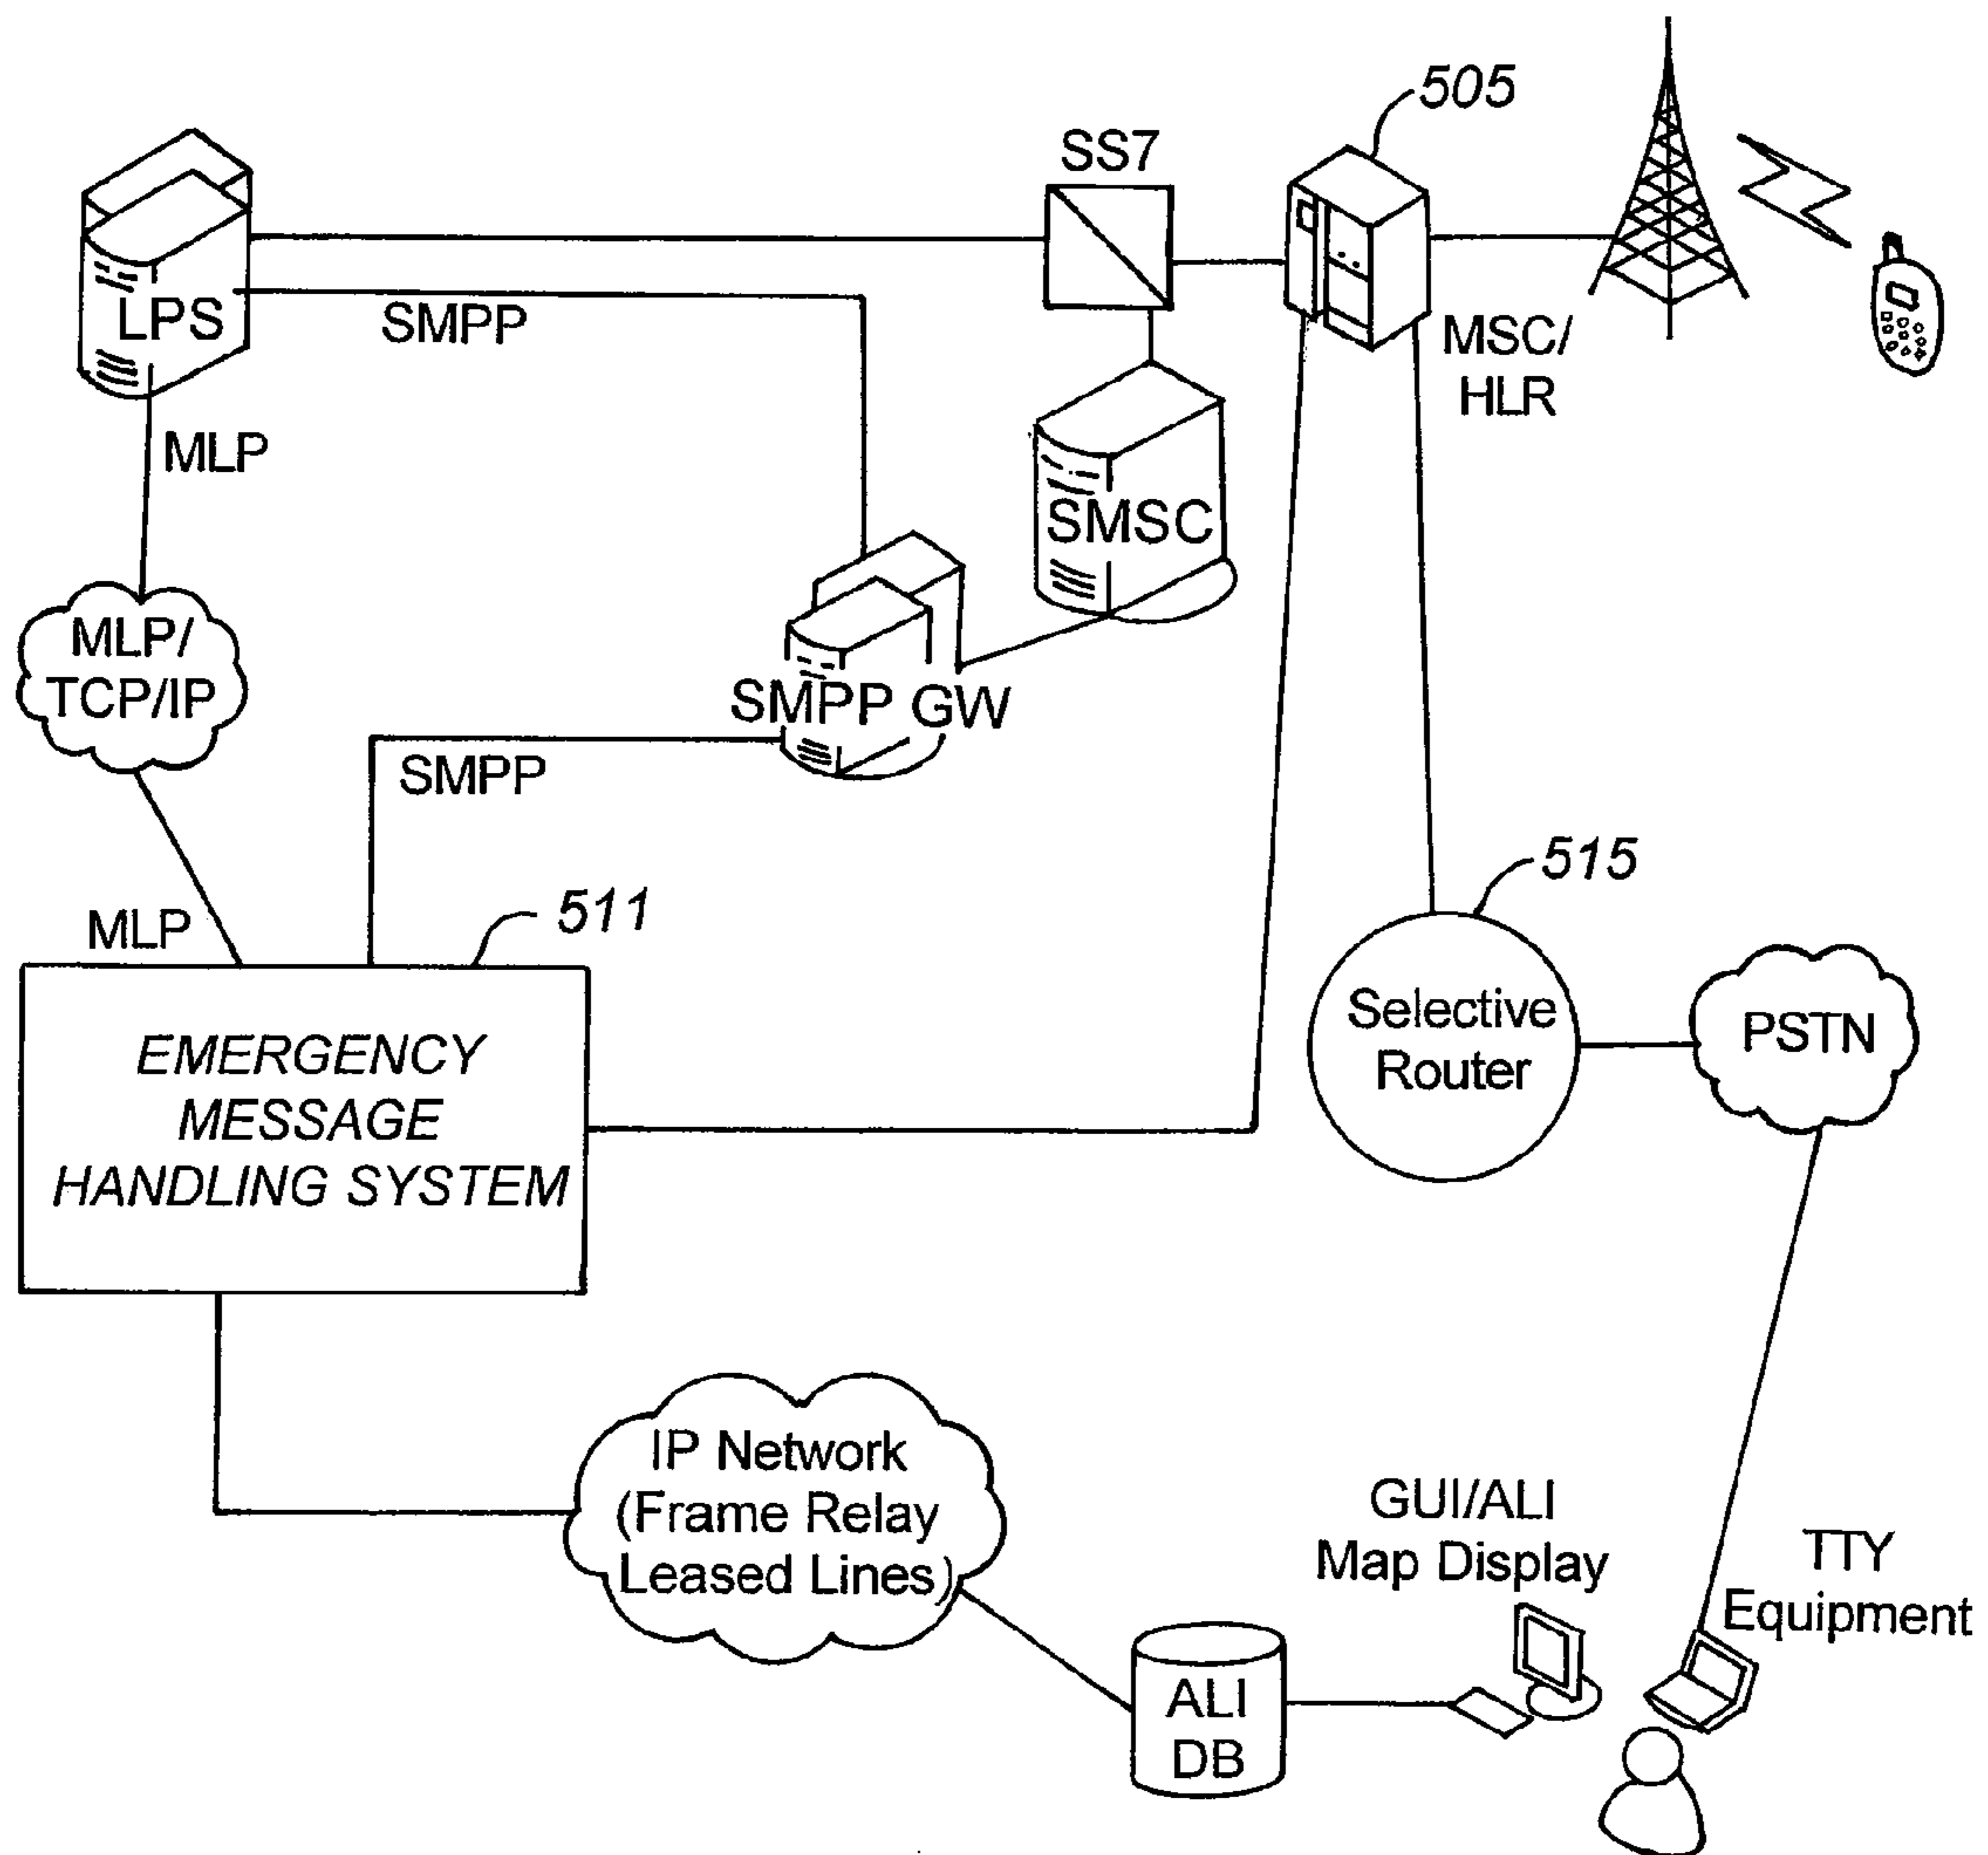 505
SS7
LPS
SMPP
MSC/
HLR
MLP
SMSC
MLP/
TCP/IP
SMPP GW
SMPP
515
511
MLP
Selective
Router
PSTN
EMERGENCY
MESSAGE
HANDLING SYSTEM
IP Network
(Frame Relay
Leased Lines)
GUI/ALI
Map Display
TTY
Equipment
ALI
DB